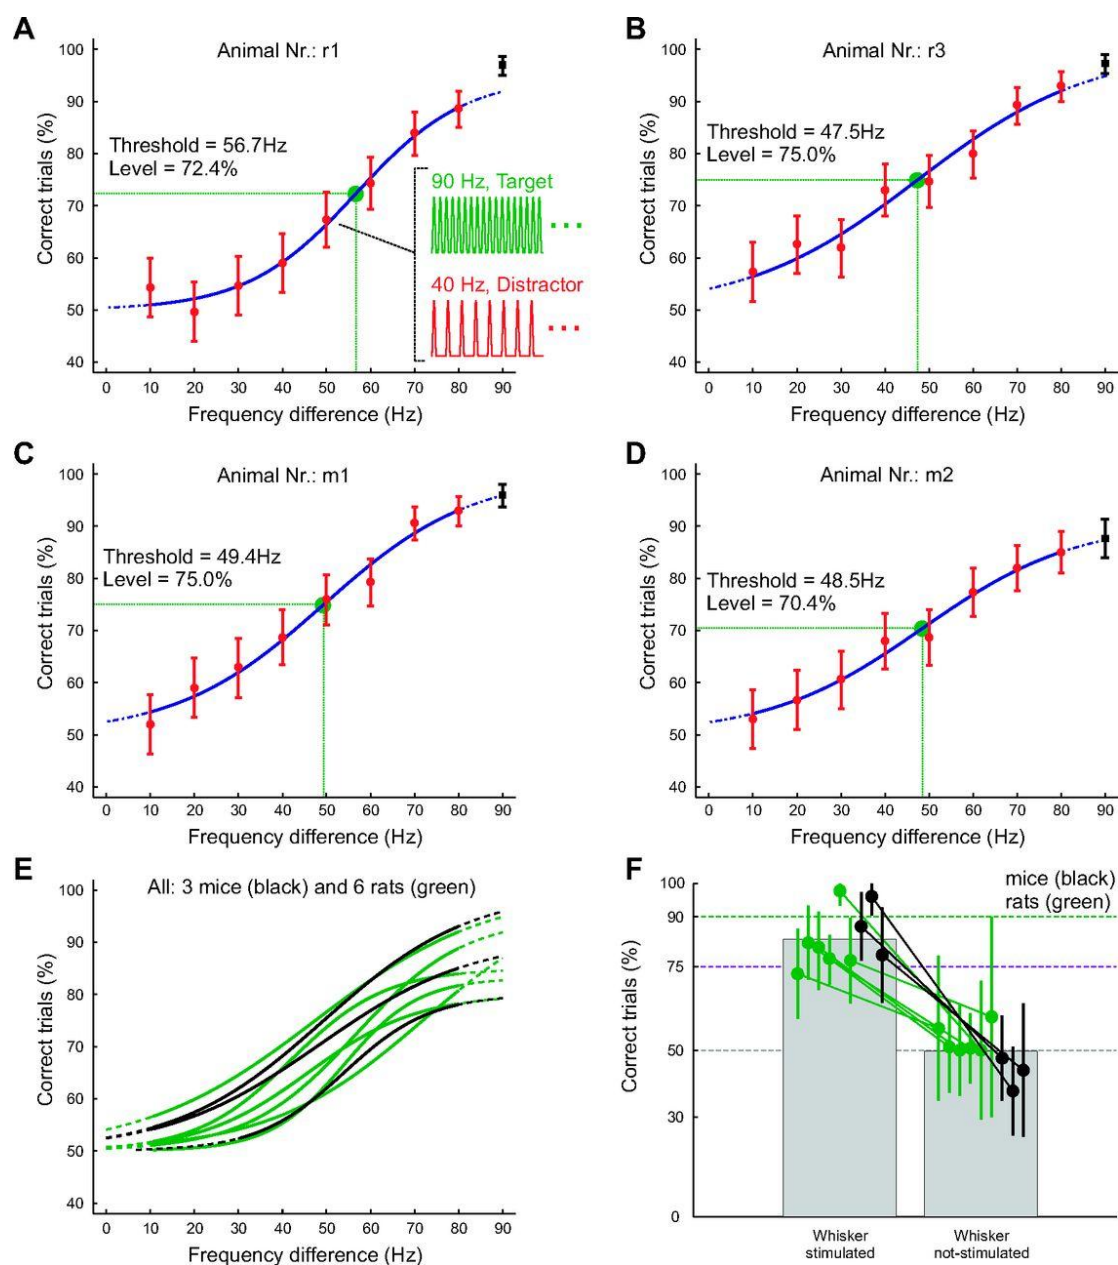 A
Animal Nr.: r1
100
90
80
70
60
50
40
Correct trials (%)
Threshold = 56.7Hz
Level = 72.4%
90 Hz, Target
40 Hz, Distractor
0 10 20 30 40 50 60 70 80 90
Frequency difference (Hz)
B
Animal Nr.: r3
100
90
80
70
60
50
40
Correct trials (%)
Threshold = 47.5Hz
Level = 75.0%
0 10 20 30 40 50 60 70 80 90
Frequency difference (Hz)
C
Animal Nr.: m1
100
90
80
70
60
50
40
Correct trials (%)
Threshold = 49.4Hz
Level = 75.0%
0 10 20 30 40 50 60 70 80 90
Frequency difference (Hz)
D
Animal Nr.: m2
100
90
80
70
60
50
40
Correct trials (%)
Threshold = 48.5Hz
Level = 70.4%
0 10 20 30 40 50 60 70 80 90
Frequency difference (Hz)
E
All: 3 mice (black) and 6 rats (green)
100
90
80
70
60
50
40
Correct trials (%)
0 10 20 30 40 50 60 70 80 90
Frequency difference (Hz)
F
mice (black)
rats (green)
100
90
75
50
30
0
Correct trials (%)
Whisker
stimulated
Whisker
not-stimulated